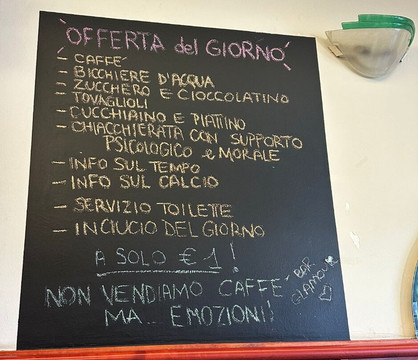 OFFERTA del GIORNO
- CAFFE'
- BICCHIERE D'ACQUA
- ZUCCHERO E CIOCCOLATINO
- TOVAGLIOLI
- CUCCHIAINO E PIATTINO
- CHIACCHIERATA CON SUPPORTO
PSICOLOGICO e MORALE
- INFO SUL TEMPO
- INFO SUL CALCIO
- SERVIZIO TOILETTE
- INCIUCIO DEL GIORNO
A SOLO € 1 !
NON VENDIAMO CAFFE'
MA... EMOZIONI!
- BAR
GLAMOUR